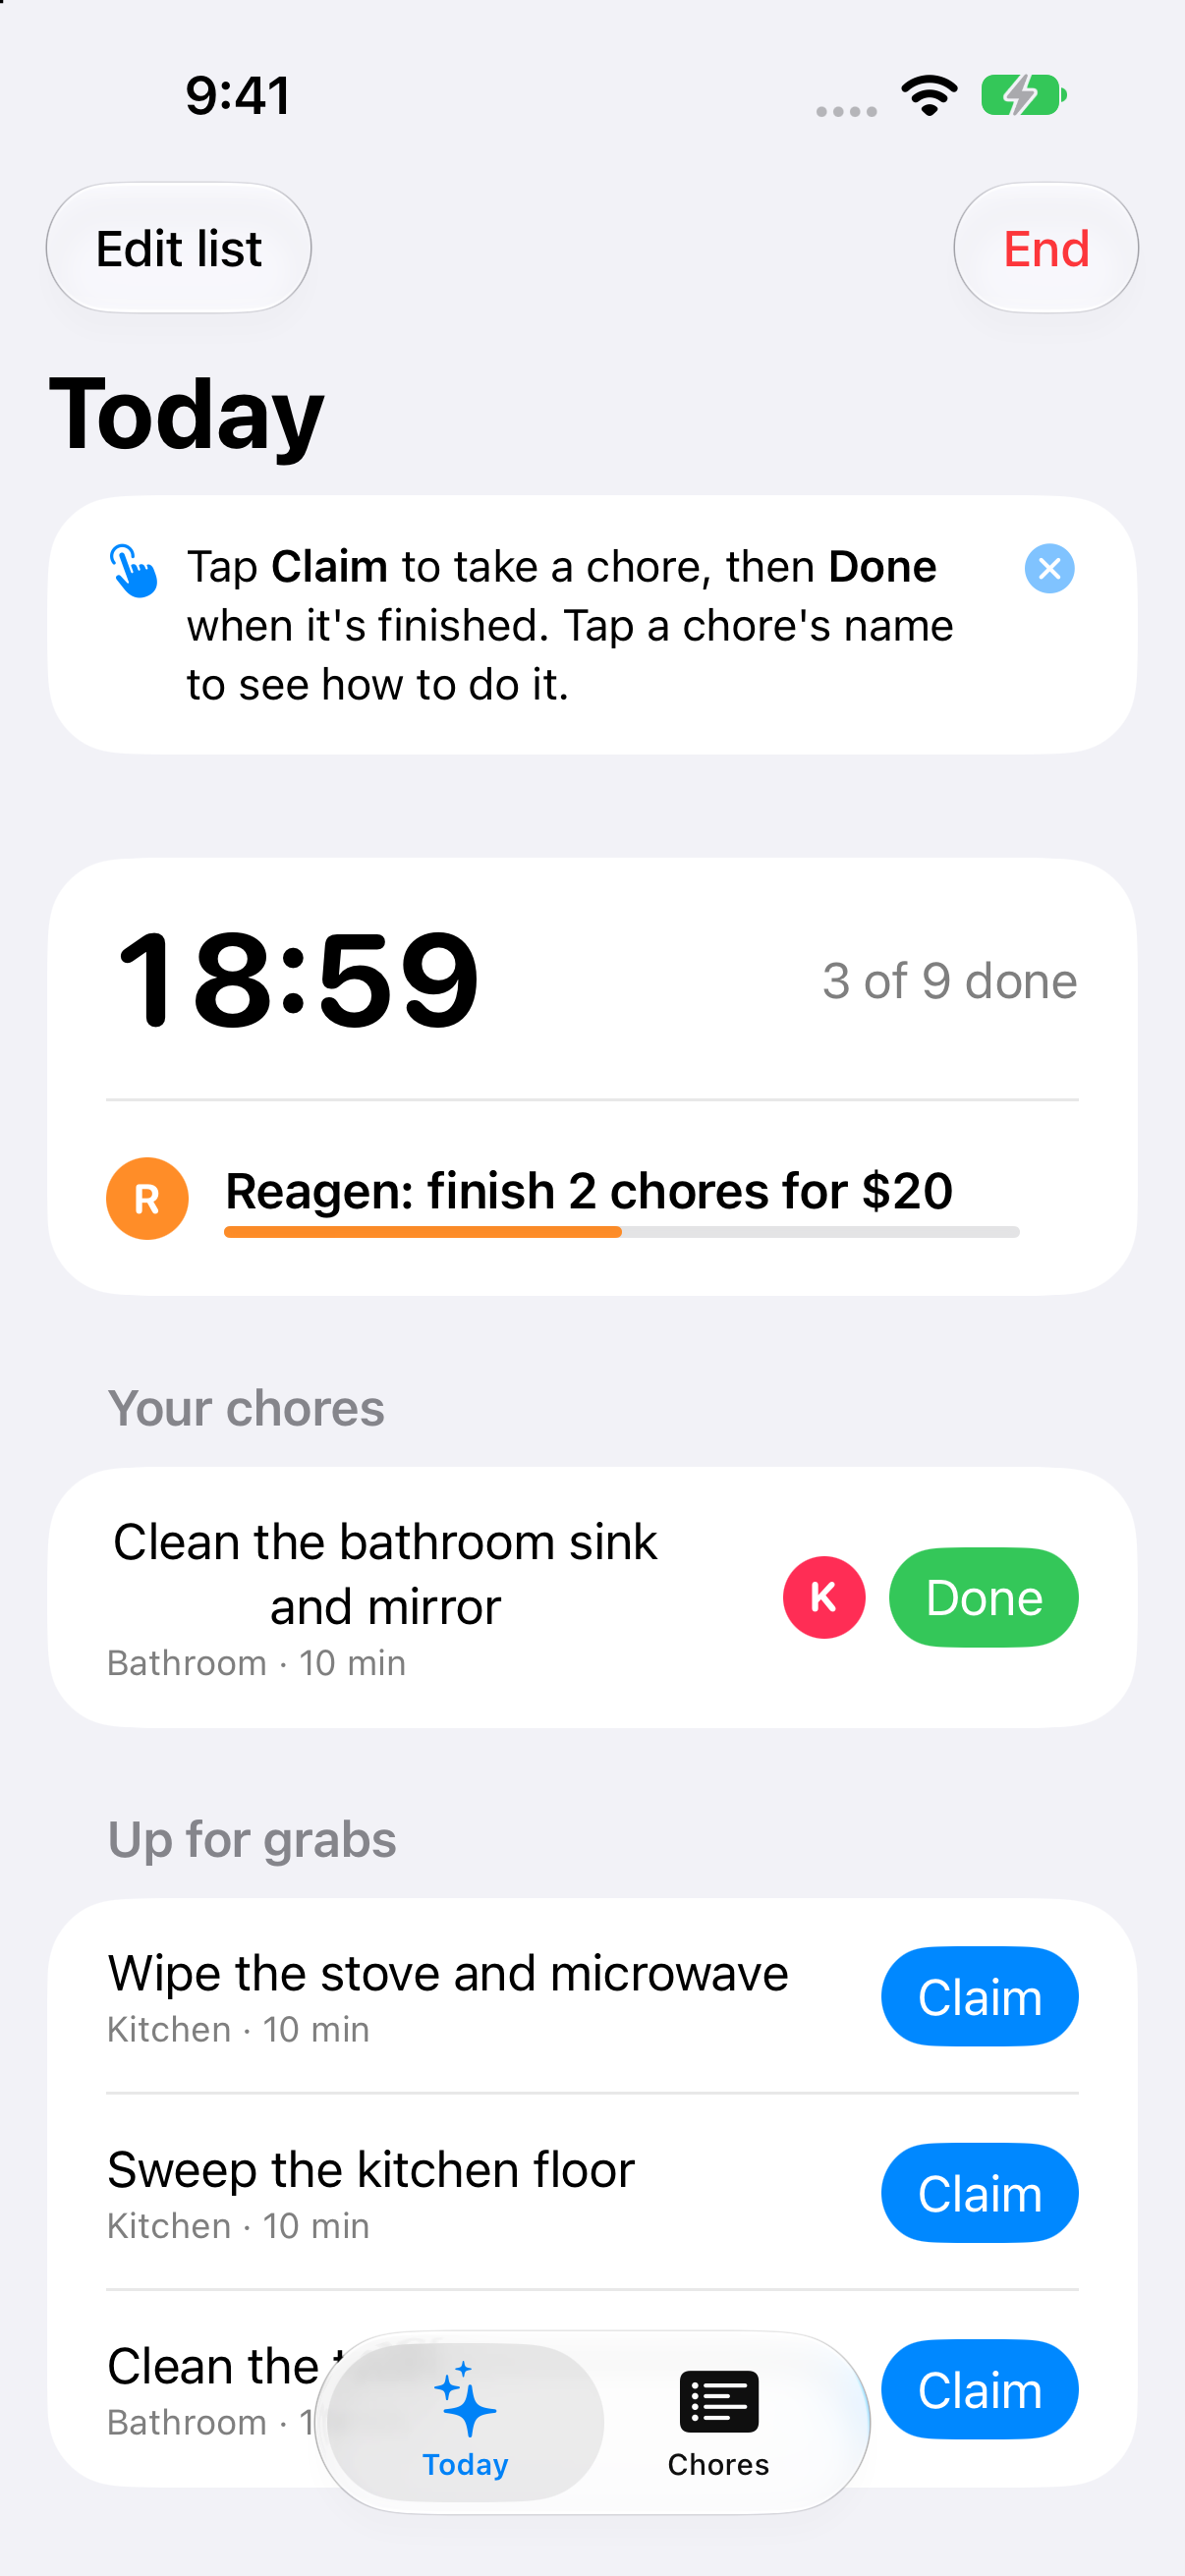 9:41
Edit list
End
Today
Tap Claim to take a chore, then Done
when it's finished. Tap a chore's name
to see how to do it.
18:59
3 of 9 done
R
Reagen: finish 2 chores for $20
Your chores
Clean the bathroom sink
and mirror
Bathroom · 10 min
K
Done
Up for grabs
Wipe the stove and microwave
Kitchen · 10 min
Claim
Sweep the kitchen floor
Kitchen · 10 min
Claim
Clean the
Bathroom ·
Claim
Today
Chores